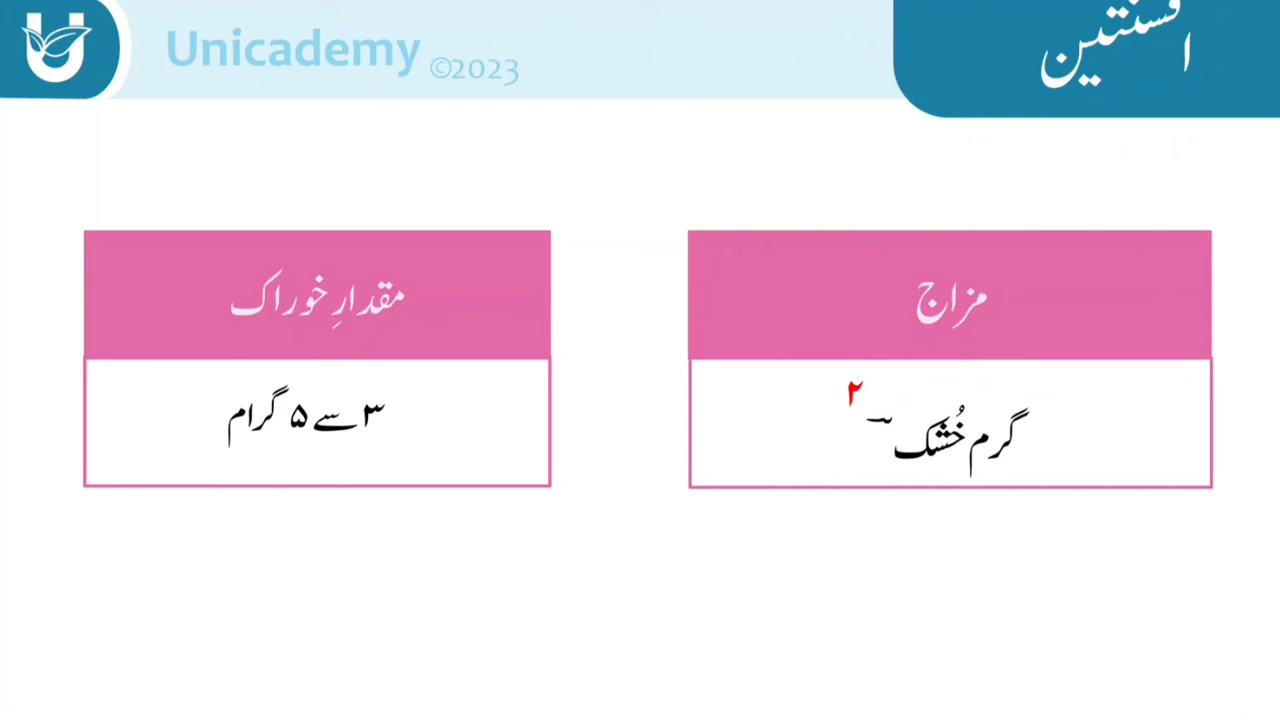 Unicademy ©2023
افسنتین
مزاج
گرم خُشک ۲
مقدارِ خوراک
۳ سے ۵ گرام